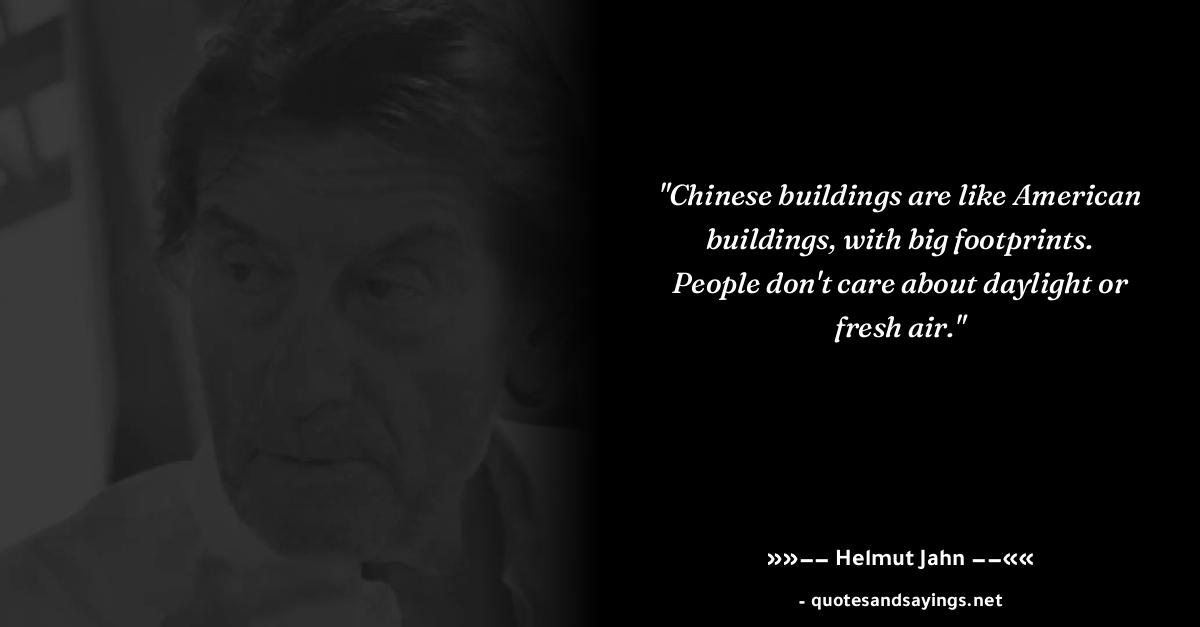 "Chinese buildings are like American
buildings, with big footprints.
People don't care about daylight or
fresh air."
»»−− Helmut Jahn −−««
- quotesandsayings.net